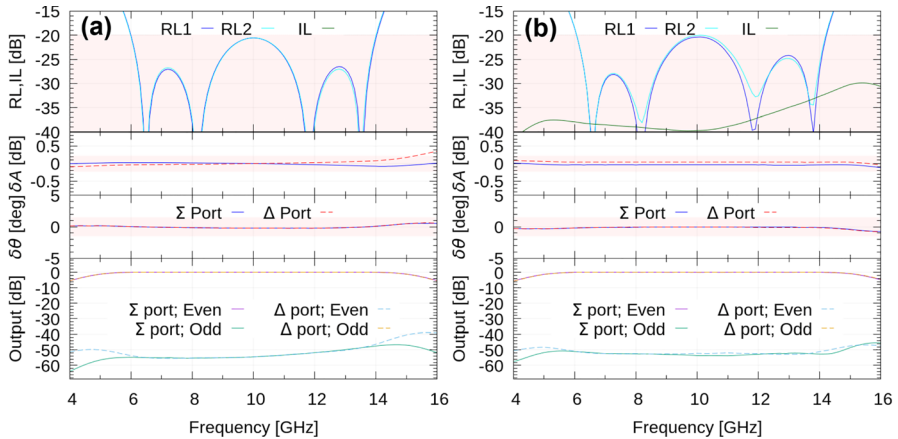 (a)
RL1 RL2 IL
RL,IL [dB]
-15
-20
-25
-30
-35
-40
δA [dB]
0.5
0
-0.5
δθ [deg]
Σ Port Δ Port
0
-5
Output [dB]
0
-10
-20
-30
-40
-50
-60
Σ port; Even Δ port; Even
Σ port; Odd Δ port; Odd
4 6 8 10 12 14 16
Frequency [GHz]
(b)
RL1 RL2 IL
RL,IL [dB]
-15
-20
-25
-30
-35
-40
δA [dB]
0.5
0
-0.5
δθ [deg]
Σ Port Δ Port
0
-5
Output [dB]
0
-10
-20
-30
-40
-50
-60
Σ port; Even Δ port; Even
Σ port; Odd Δ port; Odd
4 6 8 10 12 14 16
Frequency [GHz]